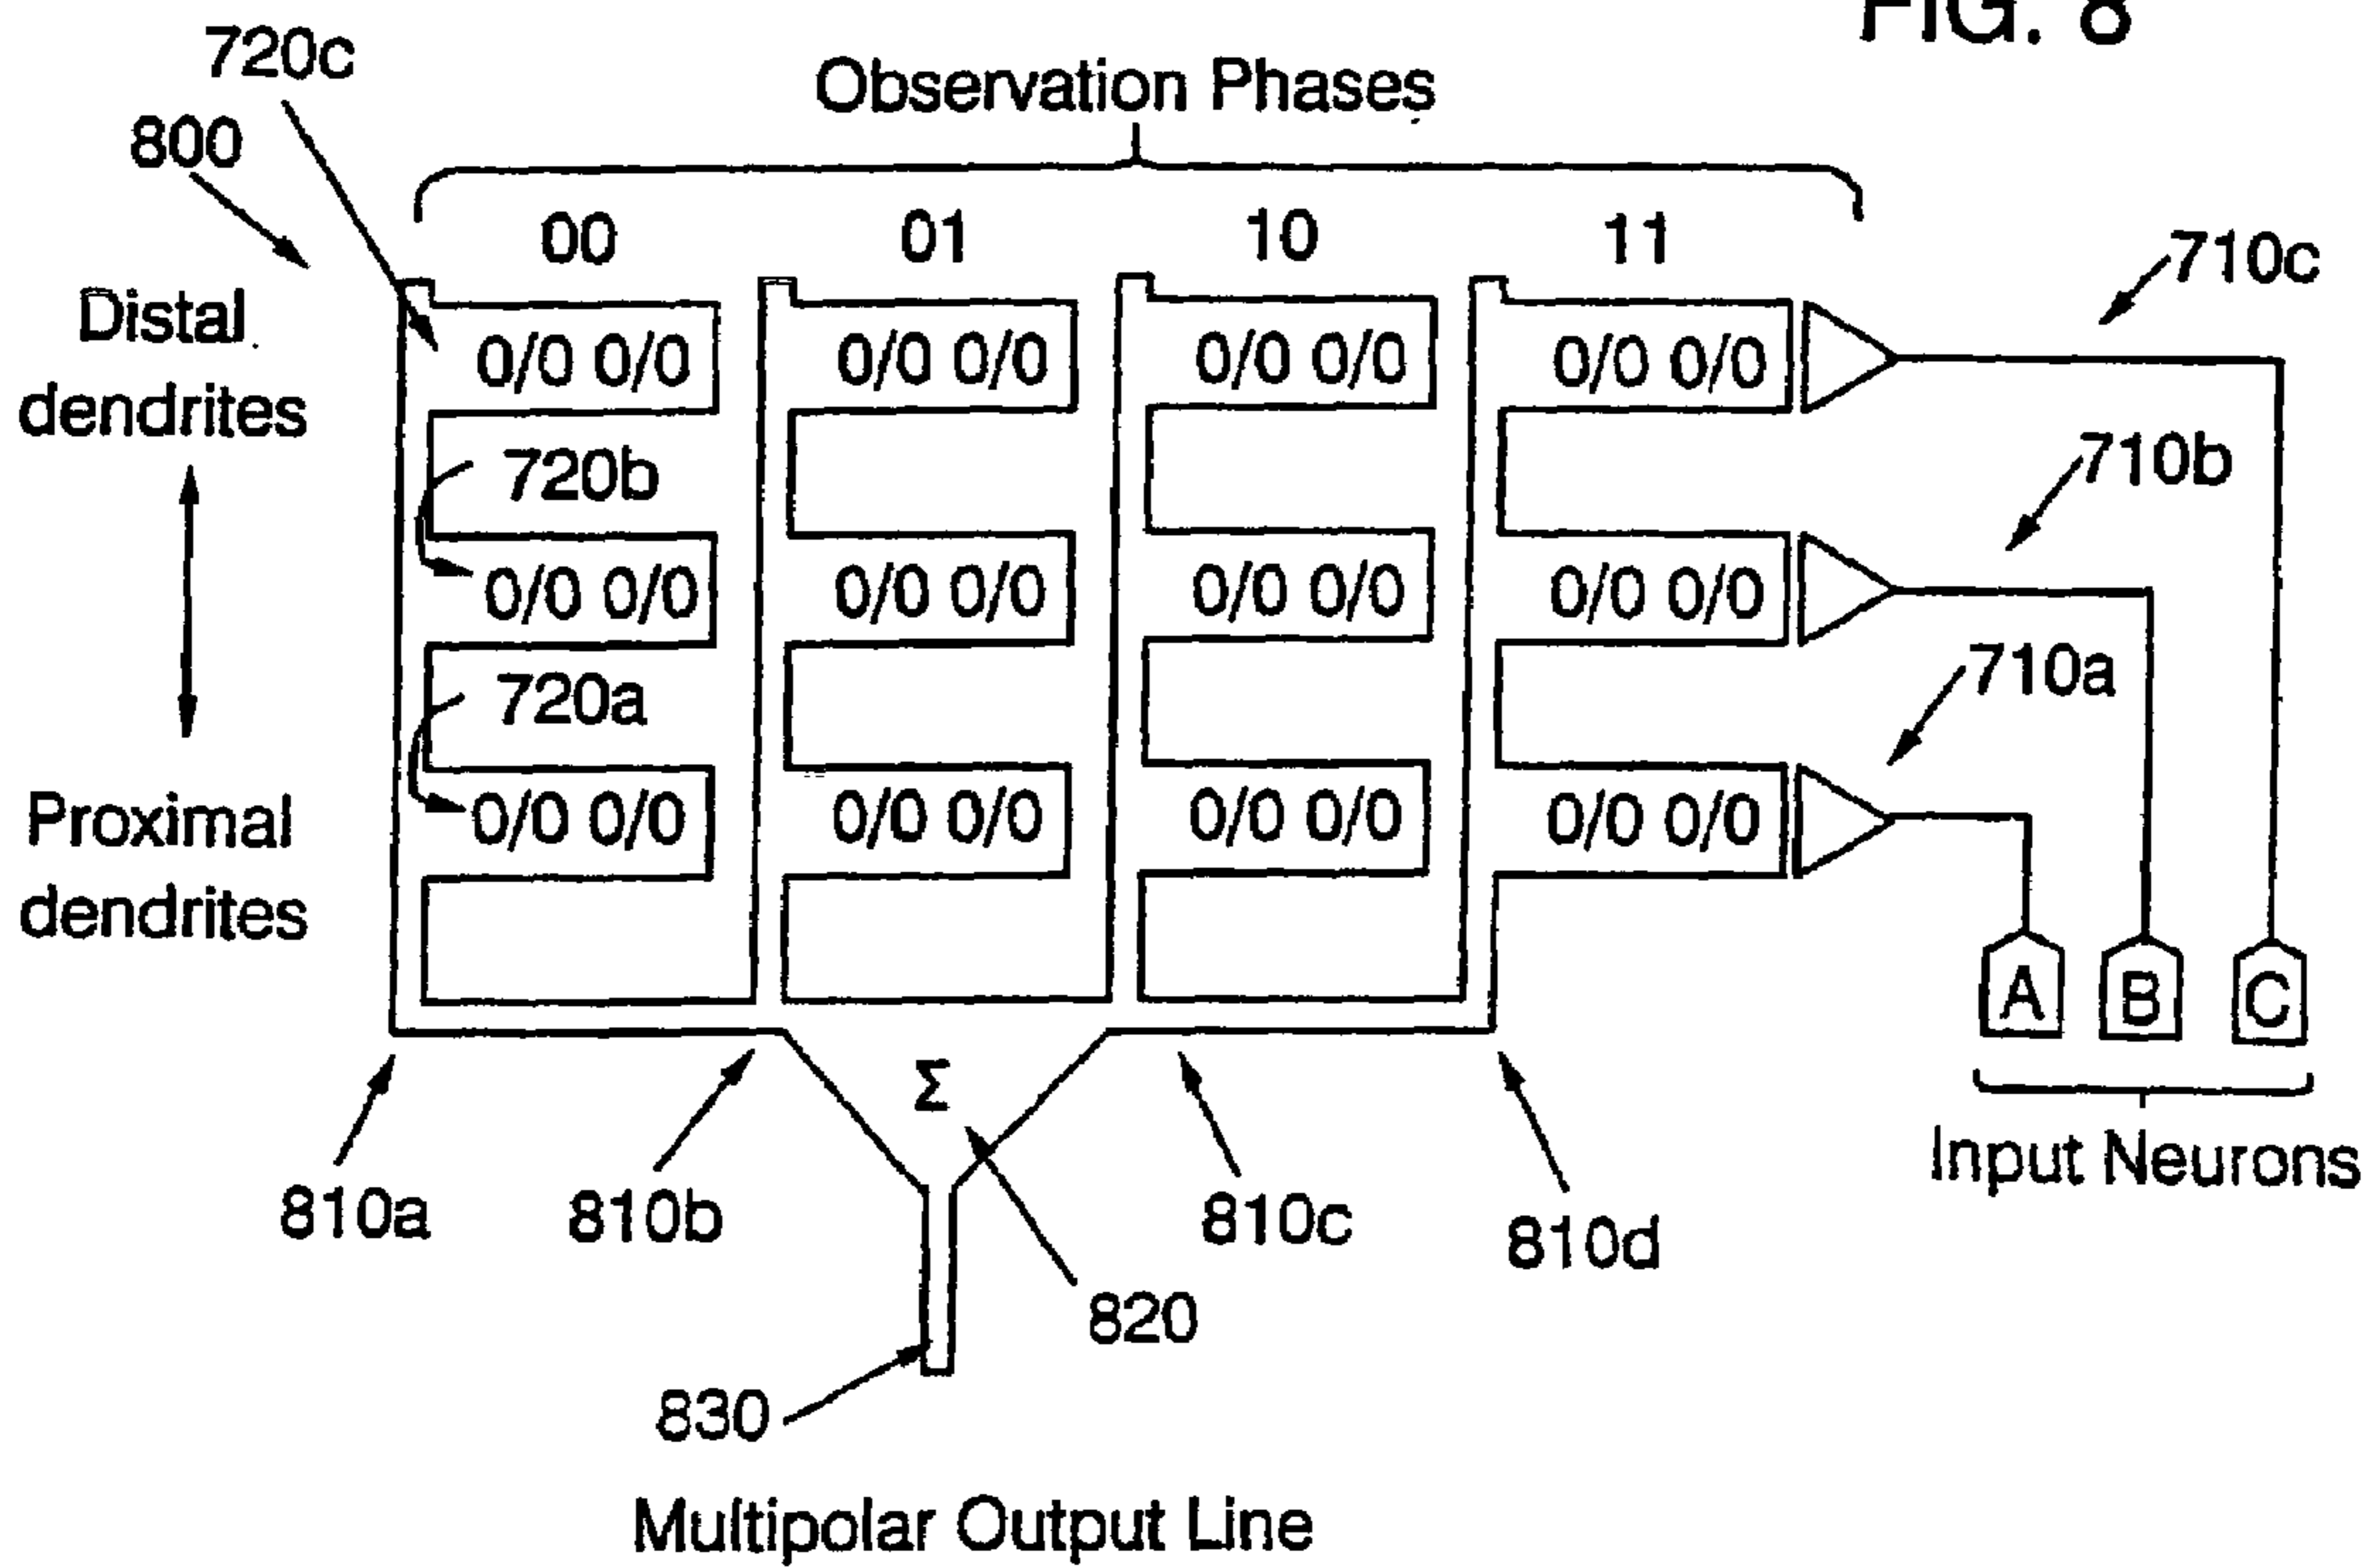 FIG. 8
720c
Observation Phases
800
00 01 10 11
710c
Distal
dendrites
0/0 0/0 0/0 0/0 0/0 0/0 0/0 0/0
720b
710b
0/0 0/0 0/0 0/0 0/0 0/0 0/0 0/0
720a
710a
Proximal
dendrites
0/0 0/0 0/0 0/0 0/0 0/0 0/0 0/0
A B C
Σ
Input Neurons
810a 810b 810c 810d
820
830
Multipolar Output Line